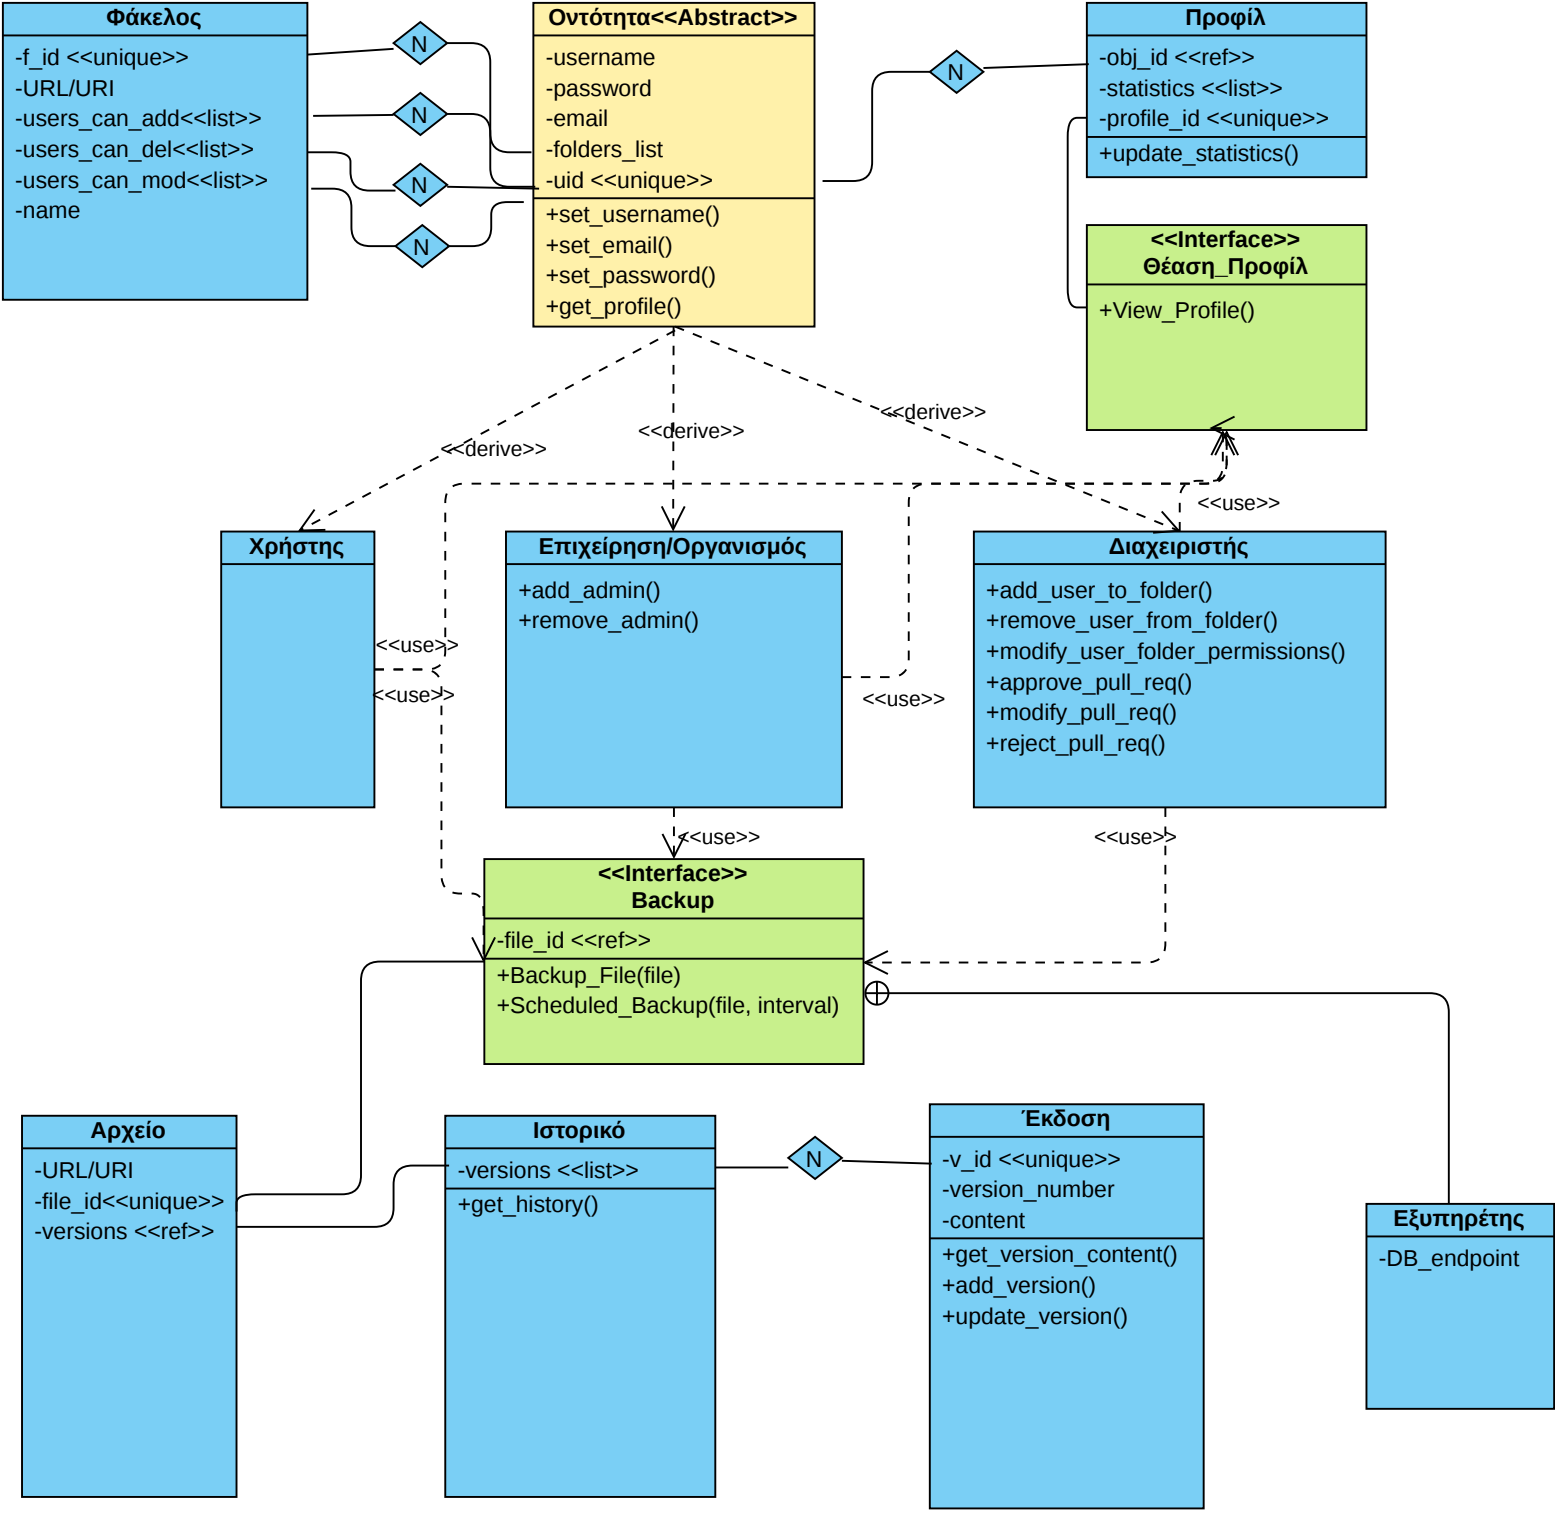 Φάκελος
-f_id <<unique>>
-URL/URI
-users_can_add<<list>>
-users_can_del<<list>>
-users_can_mod<<list>>
-name
N
N
N
N
Οντότητα<<Abstract>>
-username
-password
-email
-folders_list
-uid <<unique>>
+set_username()
+set_email()
+set_password()
+get_profile()
N
Προφίλ
-obj_id <<ref>>
-statistics <<list>>
-profile_id <<unique>>
+update_statistics()
<<Interface>>
Θέαση_Προφίλ
+View_Profile()
<<derive>>
<<derive>>
<<derive>>
<<use>>
Χρήστης
<<use>>
<<use>>
Επιχείρηση/Οργανισμός
+add_admin()
+remove_admin()
<<use>>
Διαχειριστής
+add_user_to_folder()
+remove_user_from_folder()
+modify_user_folder_permissions()
+approve_pull_req()
+modify_pull_req()
+reject_pull_req()
<<use>>
<<use>>
<<Interface>>
Backup
-file_id <<ref>>
+Backup_File(file)
+Scheduled_Backup(file, interval)
Αρχείο
-URL/URI
-file_id<<unique>>
-versions <<ref>>
Ιστορικό
-versions <<list>>
+get_history()
N
Έκδοση
-v_id <<unique>>
-version_number
-content
+get_version_content()
+add_version()
+update_version()
Εξυπηρέτης
-DB_endpoint